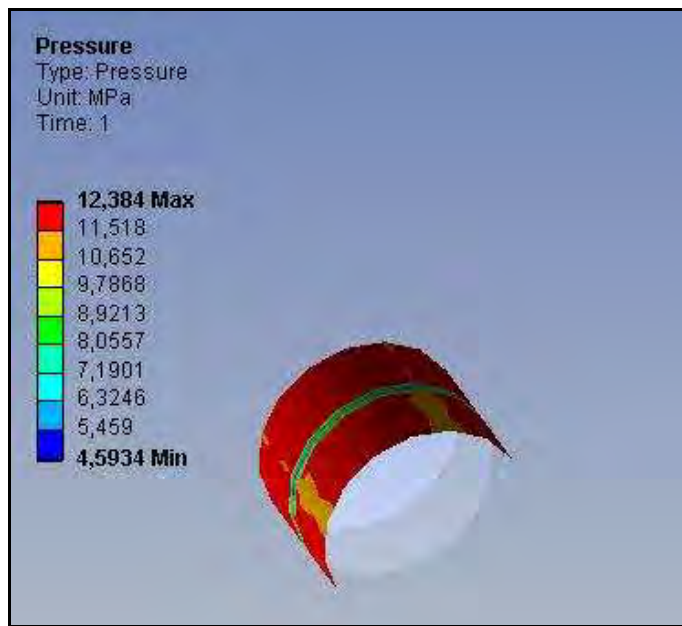 Pressure
Type: Pressure
Unit: MPa
Time: 1
12,384 Max
11,518
10,652
9,7868
8,9213
8,0557
7,1901
6,3246
5,459
4,5934 Min